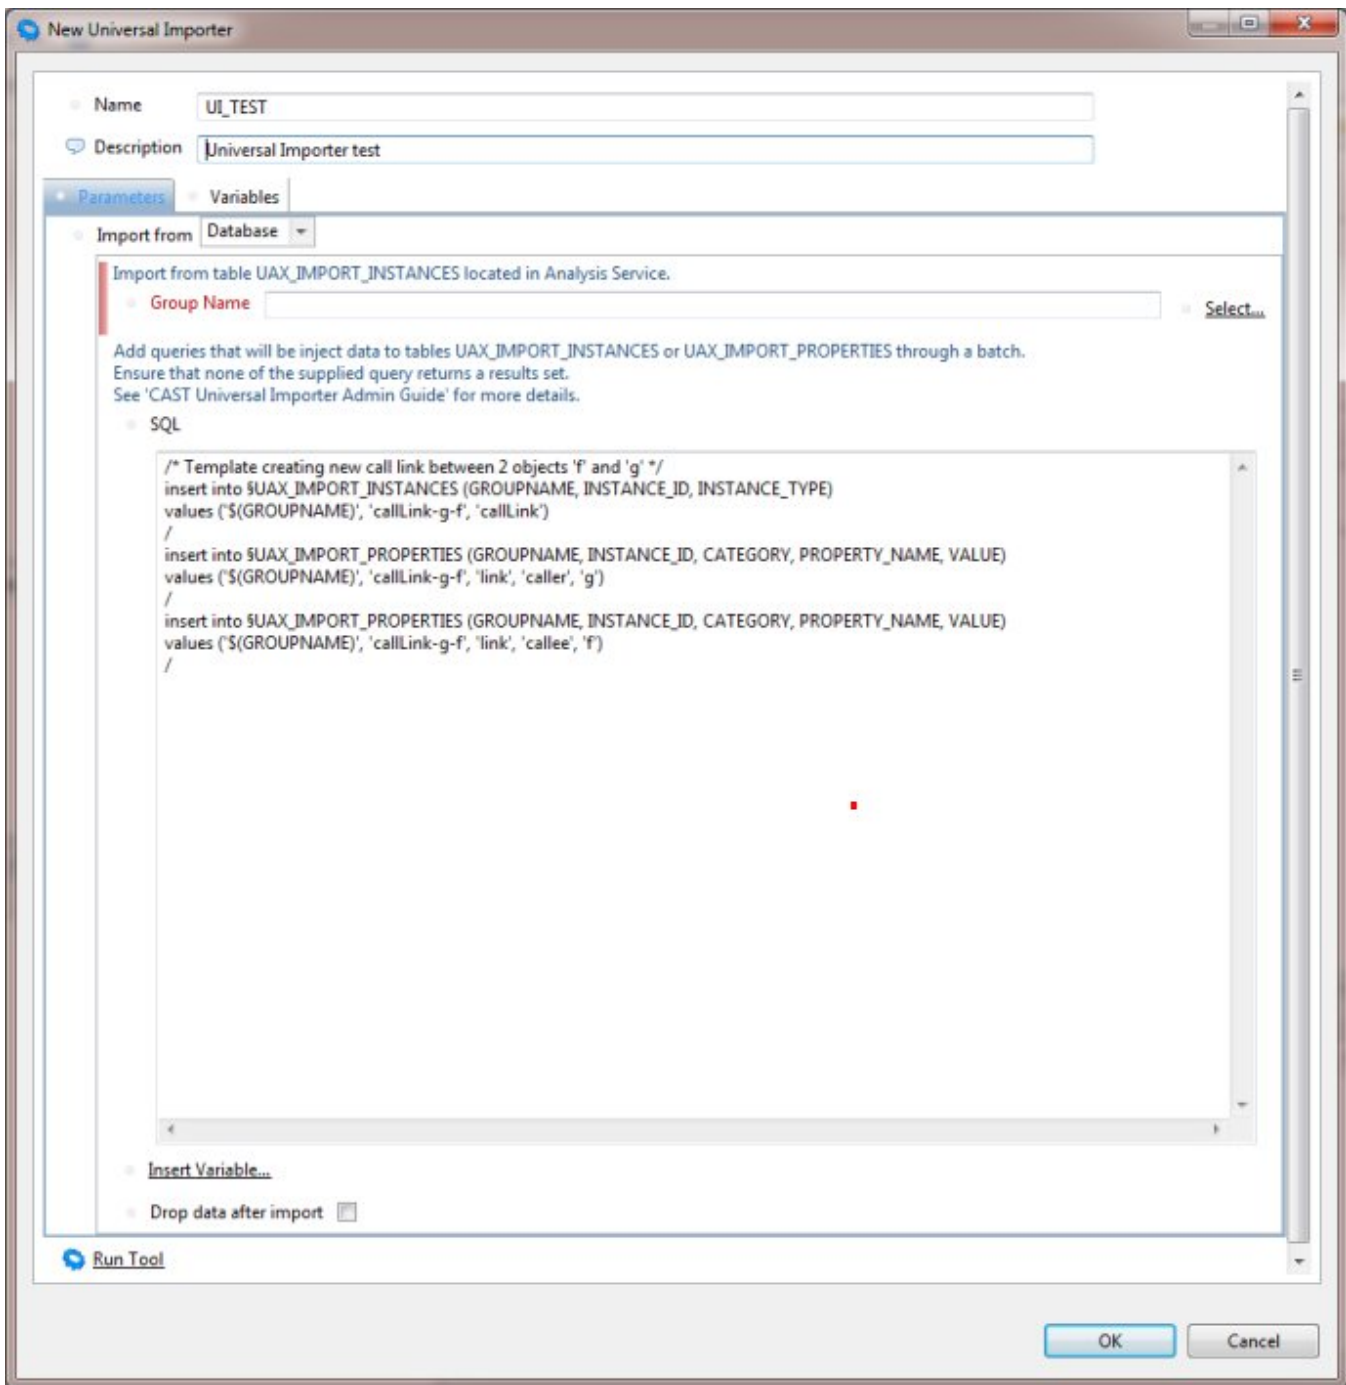 New Universal Importer
Name UI_TEST
Description Universal Importer test
Parameters Variables
Import from Database
Import from table UAX_IMPORT_INSTANCES located in Analysis Service.
Group Name Select...
Add queries that will be inject data to tables UAX_IMPORT_INSTANCES or UAX_IMPORT_PROPERTIES through a batch.
Ensure that none of the supplied query returns a results set.
See 'CAST Universal Importer Admin Guide' for more details.
SQL
/* Template creating new call link between 2 objects 'f' and 'g' */
insert into §UAX_IMPORT_INSTANCES (GROUPNAME, INSTANCE_ID, INSTANCE_TYPE)
values ('$(GROUPNAME)', 'callLink-g-f', 'callLink')
/
insert into §UAX_IMPORT_PROPERTIES (GROUPNAME, INSTANCE_ID, CATEGORY, PROPERTY_NAME, VALUE)
values ('$(GROUPNAME)', 'callLink-g-f', 'link', 'caller', 'g')
/
insert into §UAX_IMPORT_PROPERTIES (GROUPNAME, INSTANCE_ID, CATEGORY, PROPERTY_NAME, VALUE)
values ('$(GROUPNAME)', 'callLink-g-f', 'link', 'callee', 'f')
/
Insert Variable...
Drop data after import
Run Tool
OK Cancel